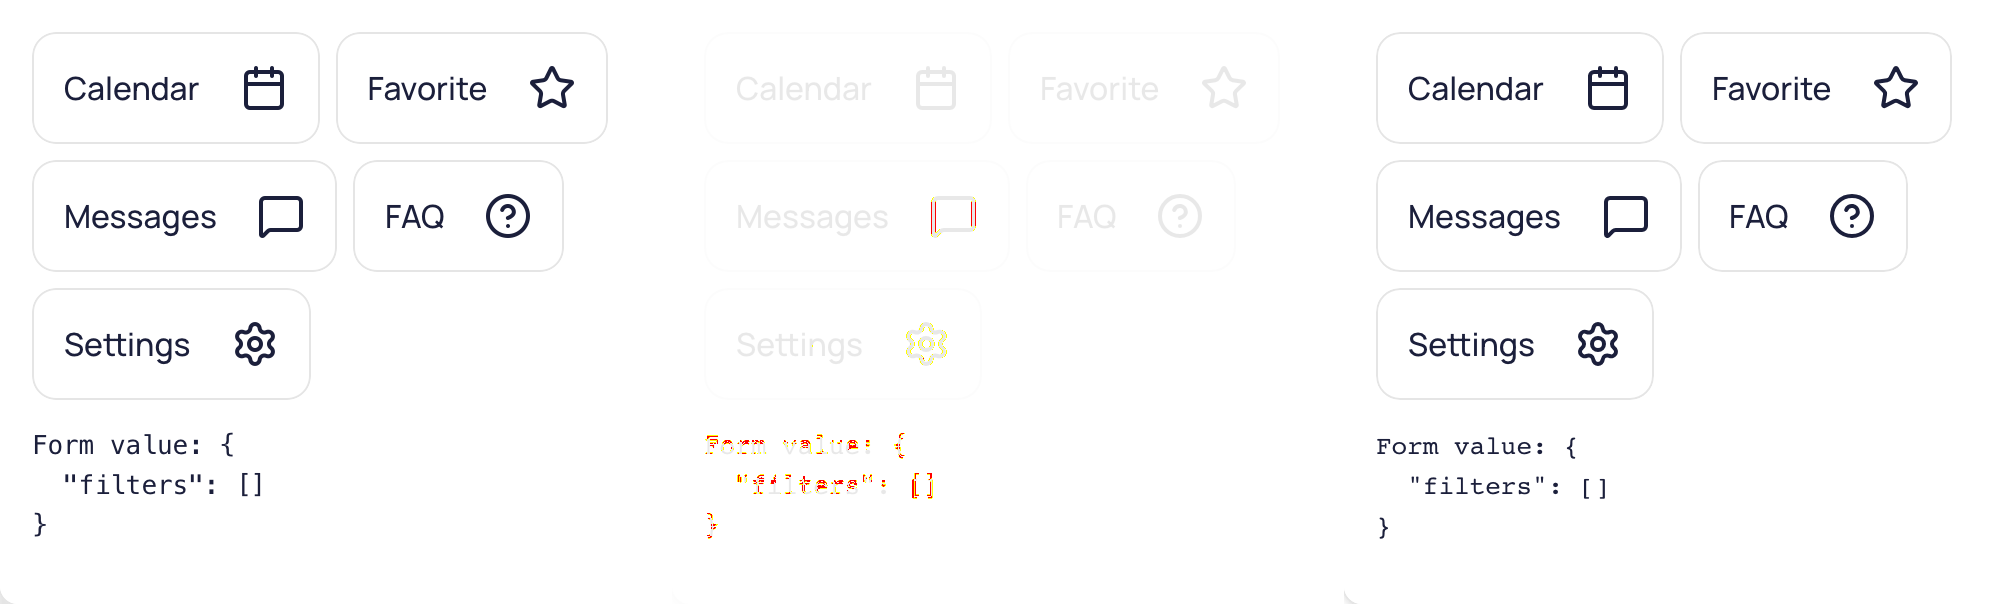 Calendar Favorite
Messages FAQ
Settings
Form value: {
"filters": []
}
Calendar Favorite
Messages FAQ
Settings
Form value: {
"filters": []
}
Calendar Favorite
Messages FAQ
Settings
Form value: {
"filters": []
}